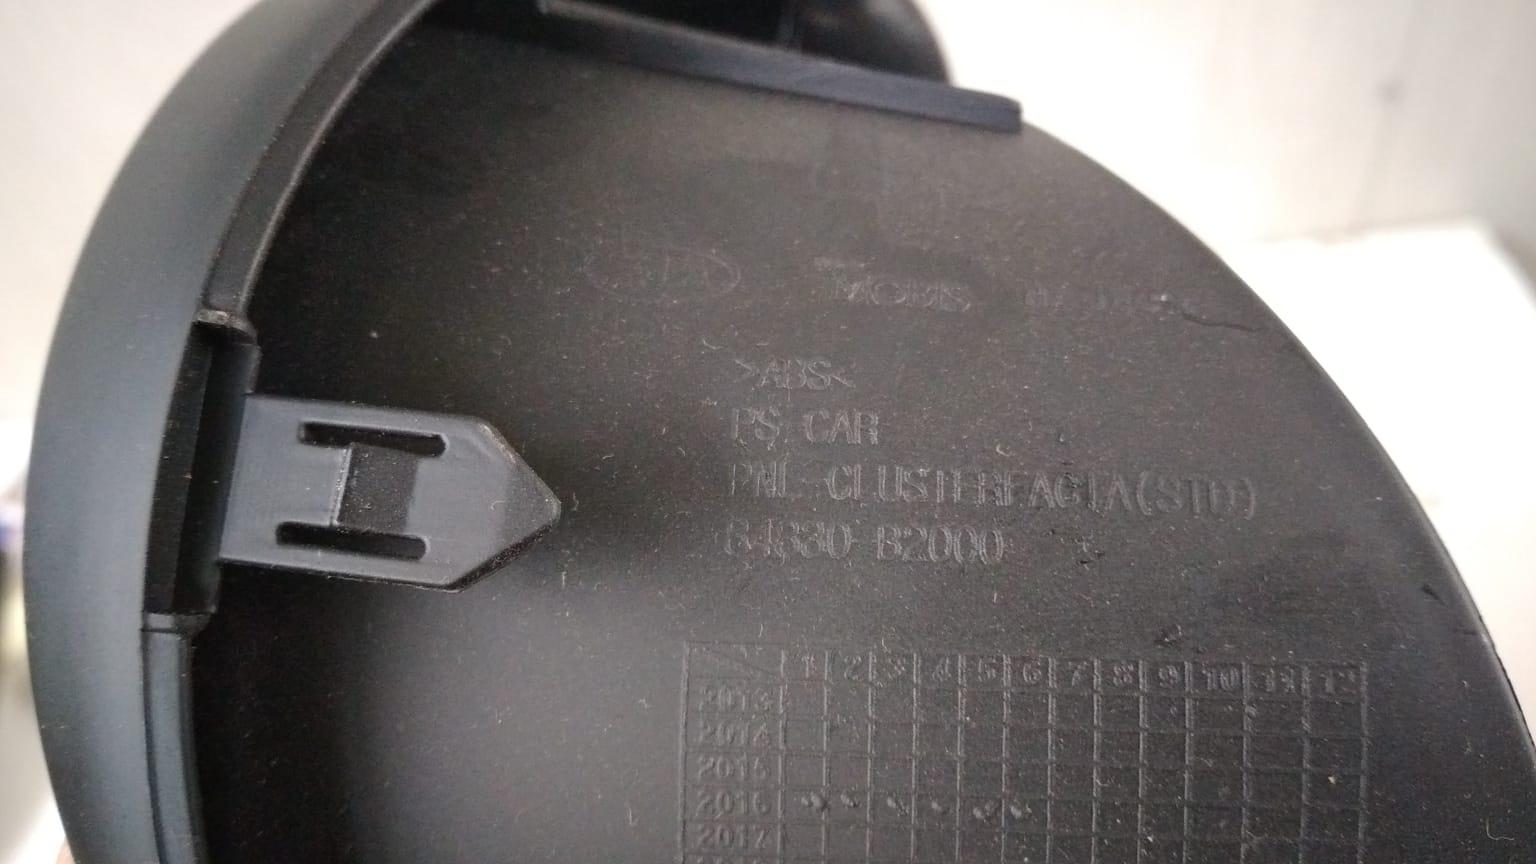 MOBIS
>ABS<
PS CAR
PNL-CLUSTERFACIA(STD)
84830-B2000
1 2 3 4 5 6 7 8 9 10 11 12
2013
2014
2015
2016
2017